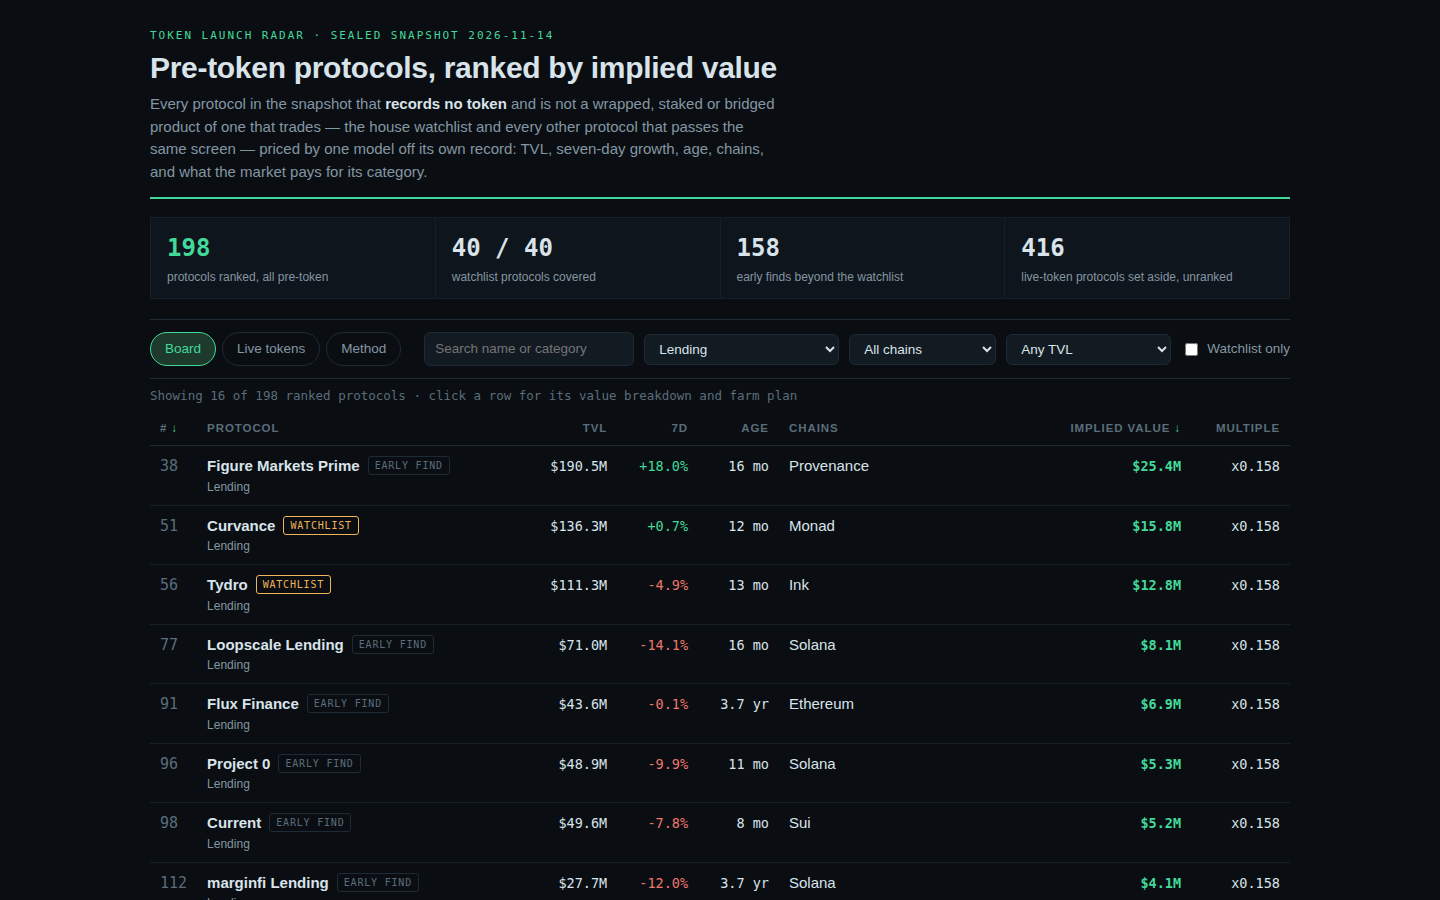 TOKEN LAUNCH RADAR · SEALED SNAPSHOT 2026-11-14
Pre-token protocols, ranked by implied value
Every protocol in the snapshot that records no token and is not a wrapped, staked or bridged
product of one that trades — the house watchlist and every other protocol that passes the
same screen — priced by one model off its own record: TVL, seven-day growth, age, chains,
and what the market pays for its category.
198
protocols ranked, all pre-token
40 / 40
watchlist protocols covered
158
early finds beyond the watchlist
416
live-token protocols set aside, unranked
Board Live tokens Method Search name or category Lending All chains Any TVL Watchlist only
Showing 16 of 198 ranked protocols · click a row for its value breakdown and farm plan
# ↓ PROTOCOL TVL 7D AGE CHAINS IMPLIED VALUE ↓ MULTIPLE
38 Figure Markets Prime EARLY FIND $190.5M +18.0% 16 mo Provenance $25.4M x0.158
Lending
51 Curvance WATCHLIST $136.3M +0.7% 12 mo Monad $15.8M x0.158
Lending
56 Tydro WATCHLIST $111.3M -4.9% 13 mo Ink $12.8M x0.158
Lending
77 Loopscale Lending EARLY FIND $71.0M -14.1% 16 mo Solana $8.1M x0.158
Lending
91 Flux Finance EARLY FIND $43.6M -0.1% 3.7 yr Ethereum $6.9M x0.158
Lending
96 Project 0 EARLY FIND $48.9M -9.9% 11 mo Solana $5.3M x0.158
Lending
98 Current EARLY FIND $49.6M -7.8% 8 mo Sui $5.2M x0.158
Lending
112 marginfi Lending EARLY FIND $27.7M -12.0% 3.7 yr Solana $4.1M x0.158